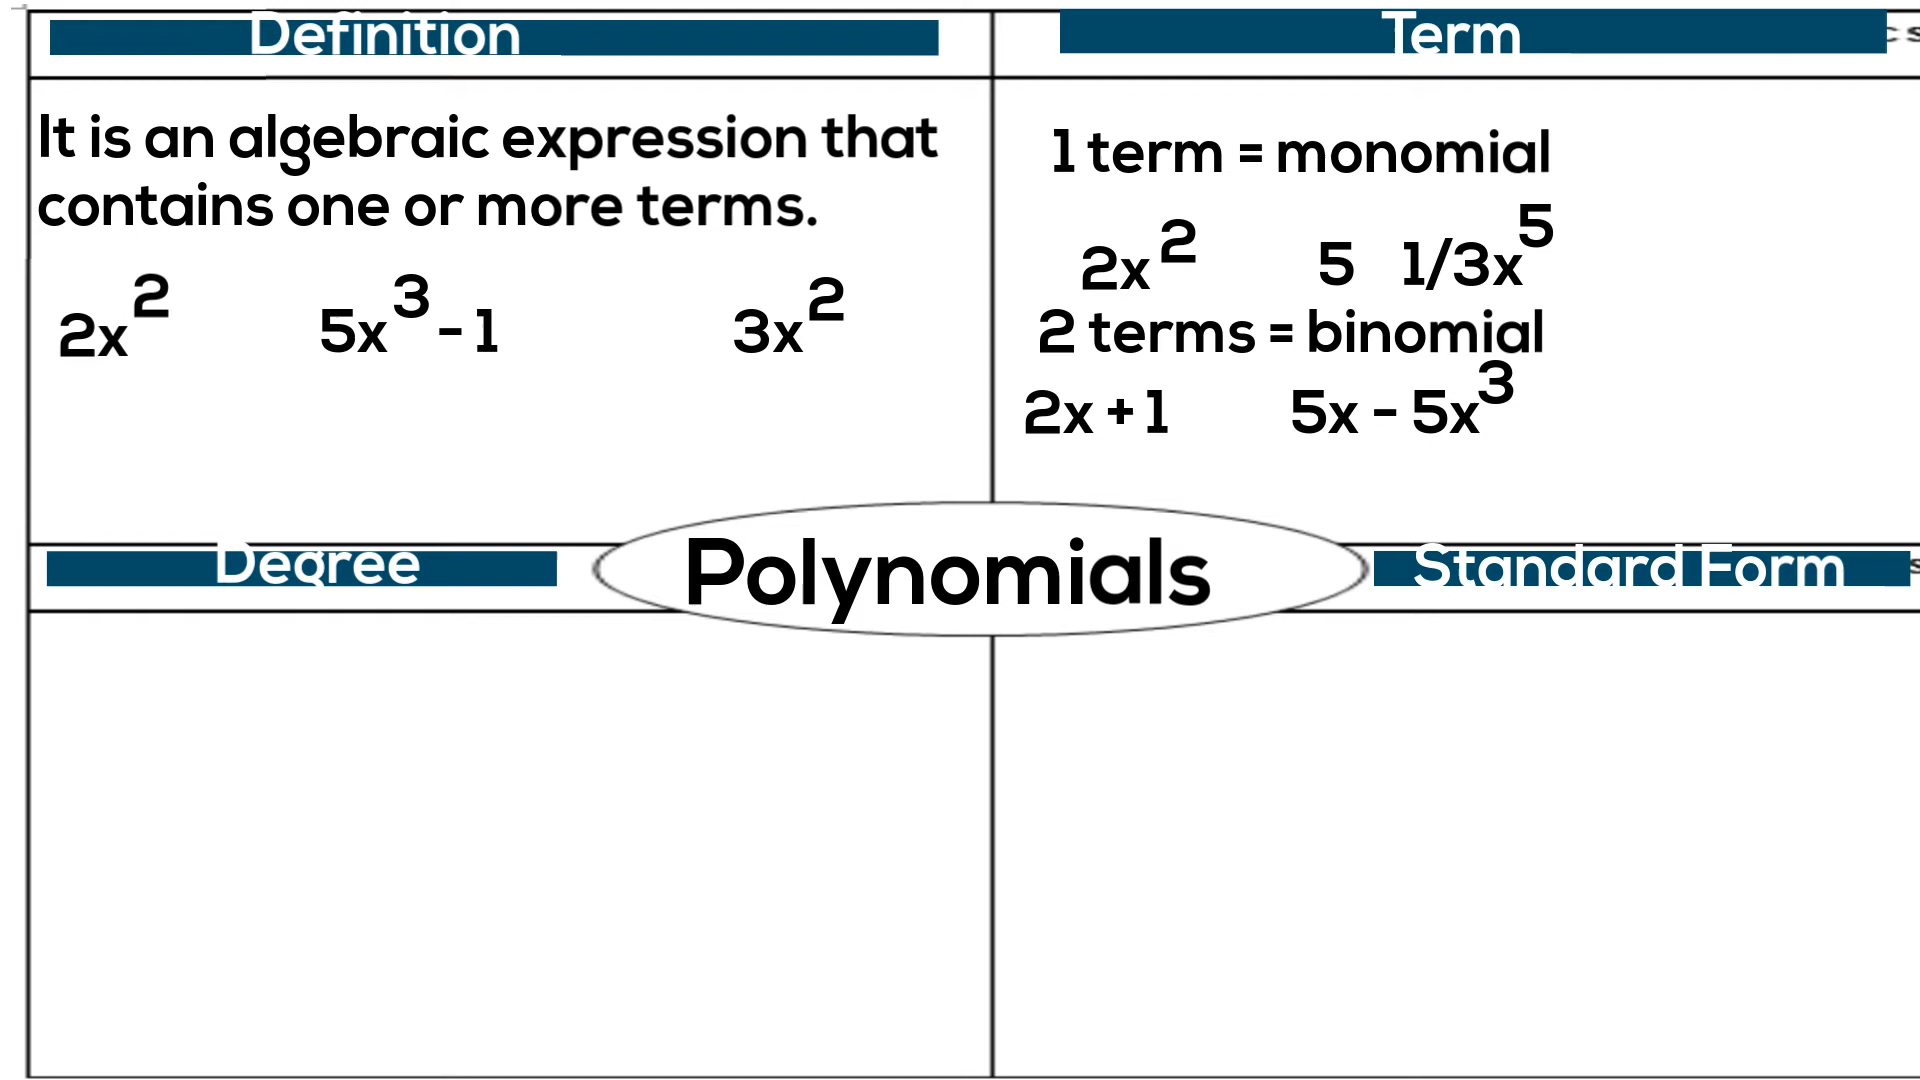 Definition
It is an algebraic expression that
contains one or more terms.
2x² 5x³ - 1 3x²
Term
1 term = monomial
2x² 5 1/3x⁵
2 terms = binomial
2x + 1 5x - 5x³
Polynomials
Degree
Standard Form